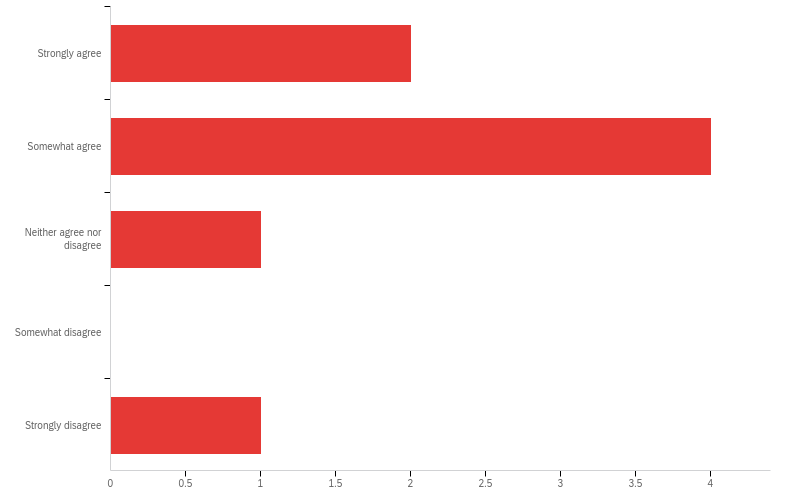 Strongly agree
Somewhat agree
Neither agree nor
disagree
Somewhat disagree
Strongly disagree
0 0.5 1 1.5 2 2.5 3 3.5 4